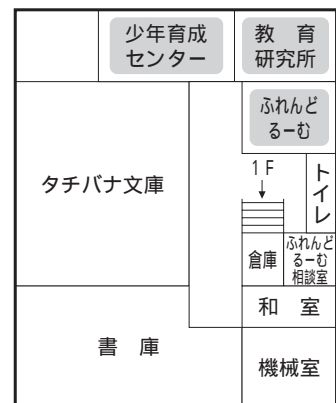 少年育成
センター
教　育
研究所
ふれんど
るーむ
1F
トイレ
タチバナ文庫
倉庫
ふれんど
るーむ
相談室
和　室
書　庫
機械室